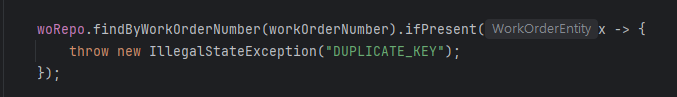 woRepo.findByWorkOrderNumber(workOrderNumber).ifPresent( WorkOrderEntity x -> {
    throw new IllegalStateException("DUPLICATE_KEY");
});